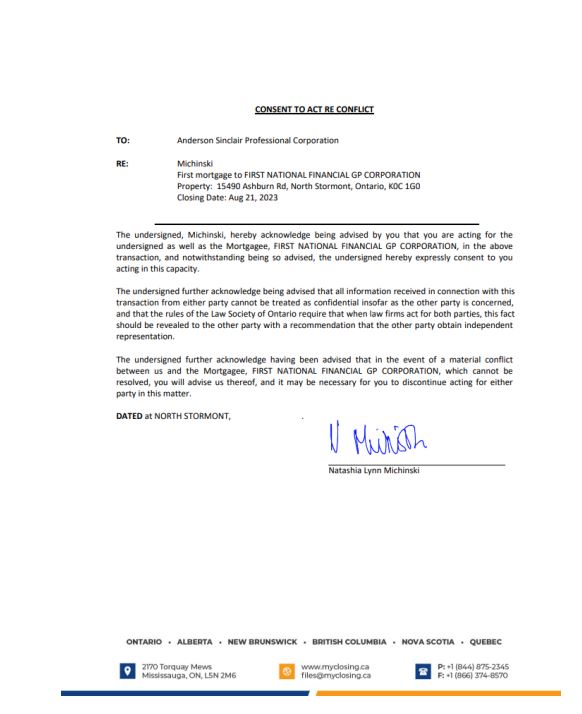 CONSENT TO ACT RE CONFLICT
TO: Anderson Sinclair Professional Corporation
RE: Michinski
First mortgage to FIRST NATIONAL FINANCIAL GP CORPORATION
Property: 15490 Ashburn Rd, North Stormont, Ontario, K0C 1G0
Closing Date: Aug 21, 2023
The undersigned, Michinski, hereby acknowledge being advised by you that you are acting for the
undersigned as well as the Mortgagee, FIRST NATIONAL FINANCIAL GP CORPORATION, in the above
transaction, and notwithstanding being so advised, the undersigned hereby expressly consent to you
acting in this capacity.
The undersigned further acknowledge being advised that all information received in connection with this
transaction from either party cannot be treated as confidential insofar as the other party is concerned,
and that the rules of the Law Society of Ontario require that when law firms act for both parties, this fact
should be revealed to the other party with a recommendation that the other party obtain independent
representation.
The undersigned further acknowledge having been advised that in the event of a material conflict
between us and the Mortgagee, FIRST NATIONAL FINANCIAL GP CORPORATION, which cannot be
resolved, you will advise us thereof, and it may be necessary for you to discontinue acting for either
party in this matter.
DATED at NORTH STORMONT, .
Natashia Lynn Michinski
ONTARIO • ALBERTA • NEW BRUNSWICK • BRITISH COLUMBIA • NOVA SCOTIA • QUEBEC
2170 Torquay Mews
Mississauga, ON, L5N 2M6
www.myclosing.ca
files@myclosing.ca
P: +1 (844) 875-2345
F: +1 (866) 374-8570